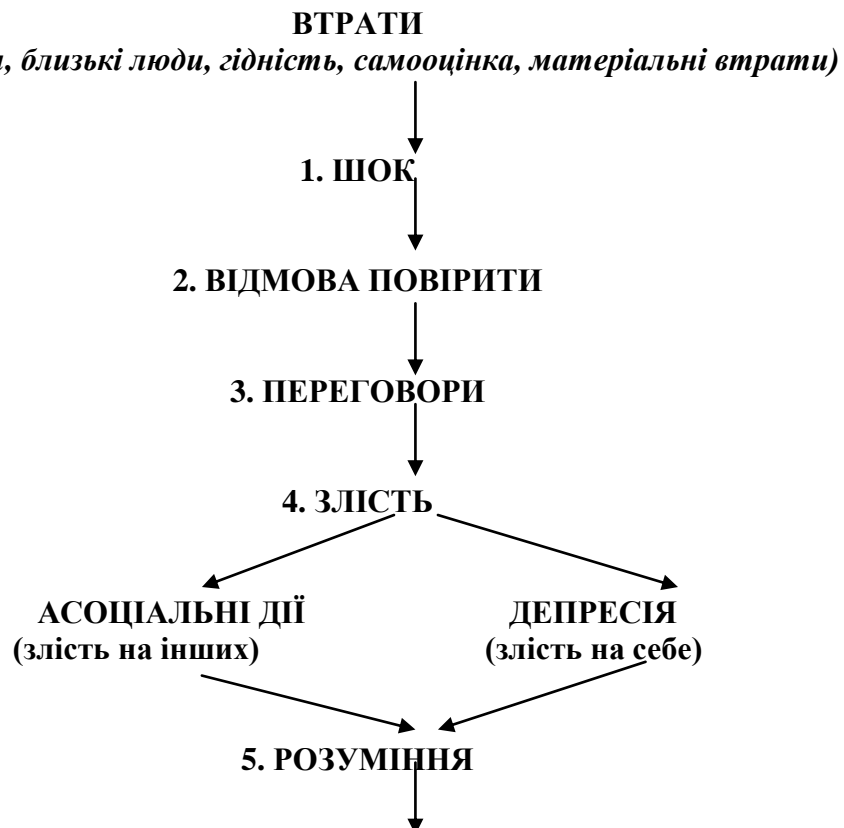 ВТРАТИ
, близькі люди, гідність, самооцінка, матеріальні втрати)
1. ШОК
2. ВІДМОВА ПОВІРИТИ
3. ПЕРЕГОВОРИ
4. ЗЛІСТЬ
АСОЦІАЛЬНІ ДІЇ ДЕПРЕСІЯ
(злість на інших) (злість на себе)
5. РОЗУМІННЯ